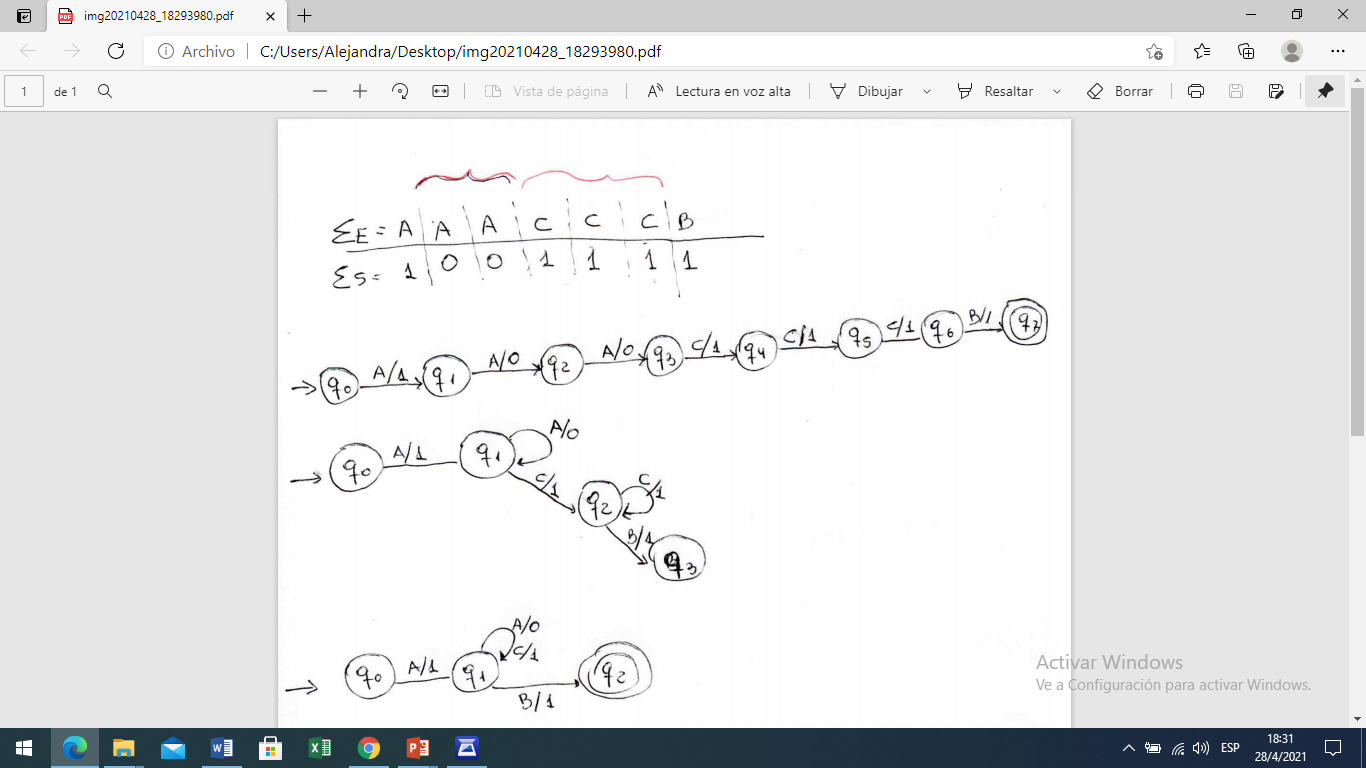 img20210428_18293980.pdf
Archivo C:/Users/Alejandra/Desktop/img20210428_18293980.pdf
1 de 1 Vista de página Lectura en voz alta Dibujar Resaltar Borrar
ΣE = A A A C C C B
ΣS = 1 0 0 1 1 1 1
q0 A/1 q1 A/0 q2 A/0 q3 C/1 q4 C/1 q5 C/1 q6 B/1 q7
q0 A/1 q1 A/0
C/1 q2 C/1
B/1 q3
A/0
q0 A/1 q1 C/1 q2
B/1
Activar Windows
Ve a Configuración para activar Windows.
ESP 18:31
28/4/2021